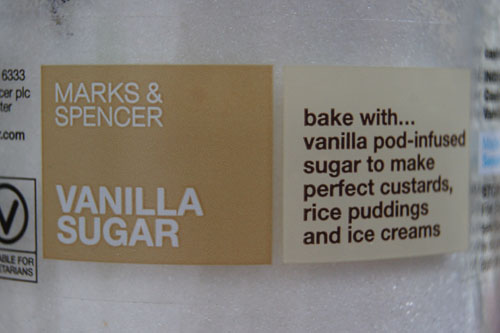 6333
cer plc
ter
.com
MARKS &
SPENCER
VANILLA
SUGAR
bake with...
vanilla pod-infused
sugar to make
perfect custards,
rice puddings
and ice creams
V
ABLE FOR
ETARIANS